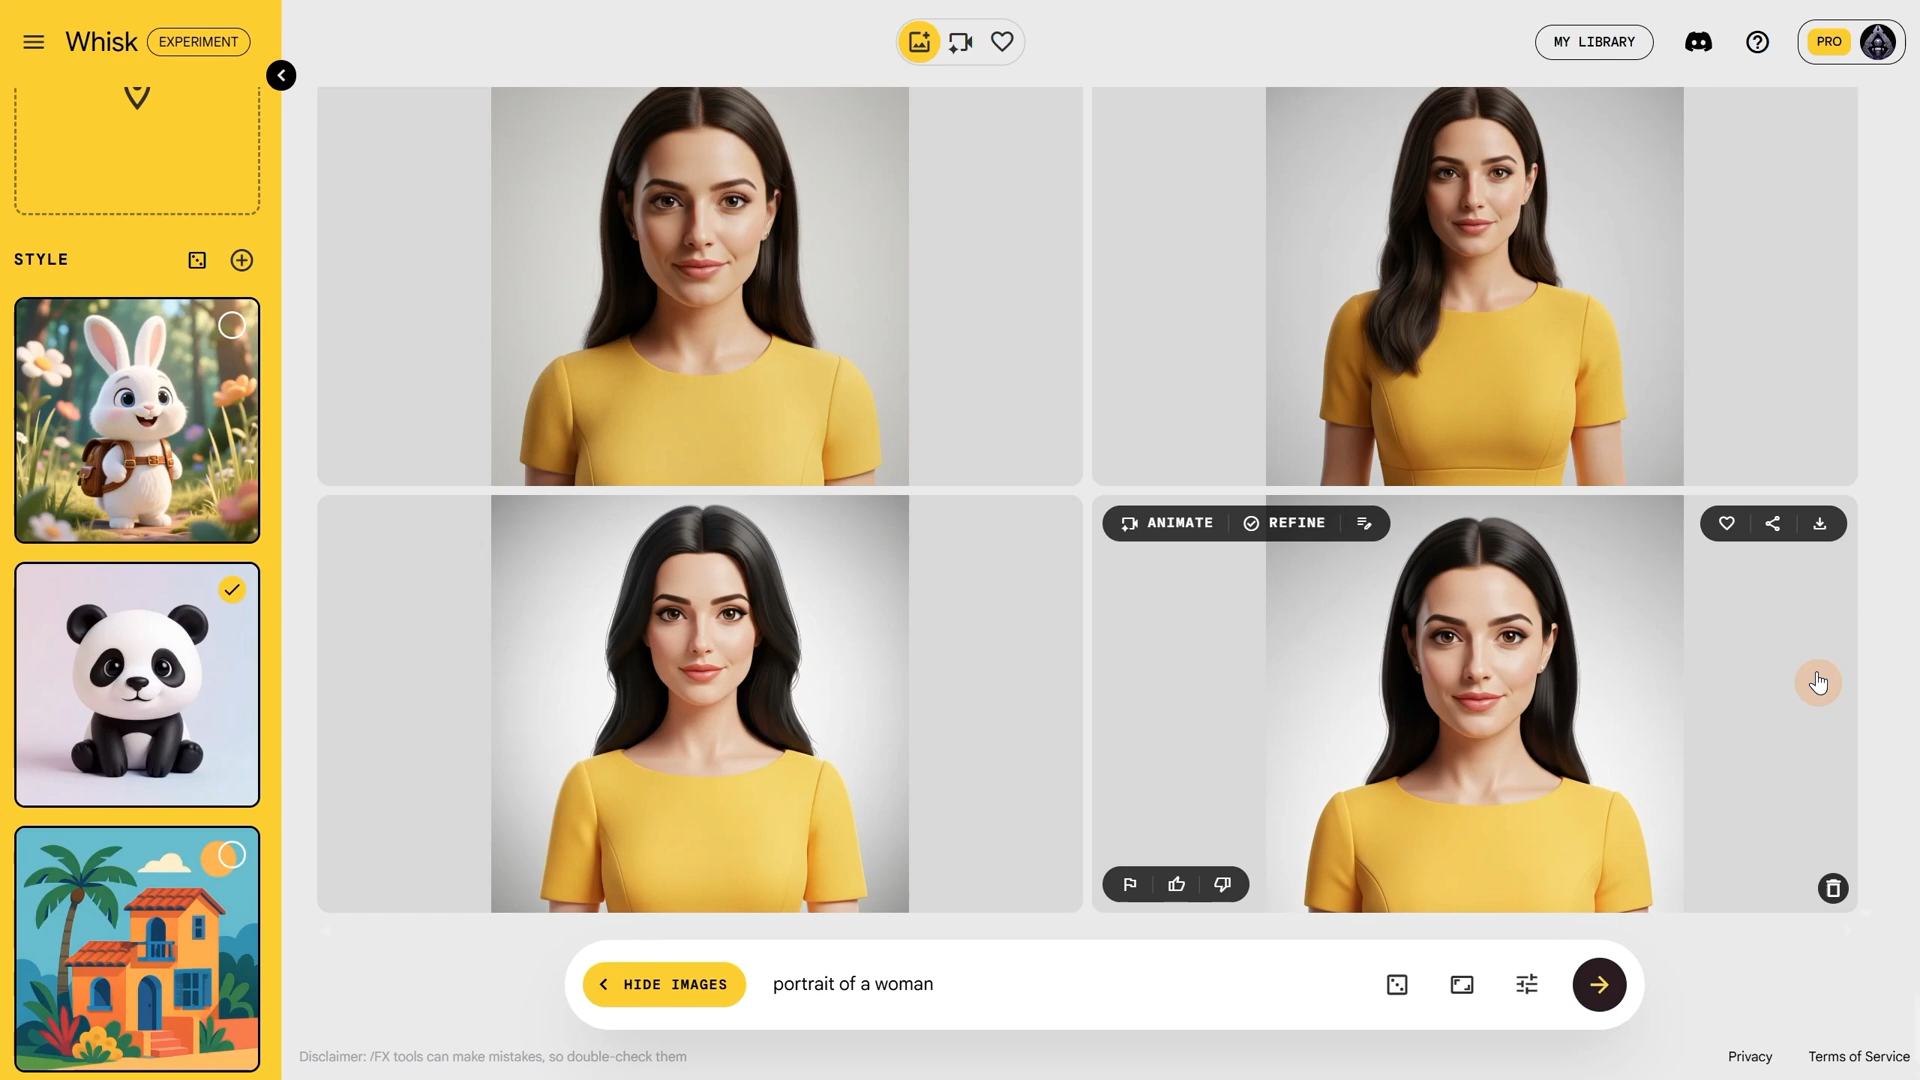 Whisk EXPERIMENT
MY LIBRARY
PRO
STYLE
ANIMATE REFINE
HIDE IMAGES portrait of a woman
Disclaimer: /FX tools can make mistakes, so double-check them
Privacy Terms of Service